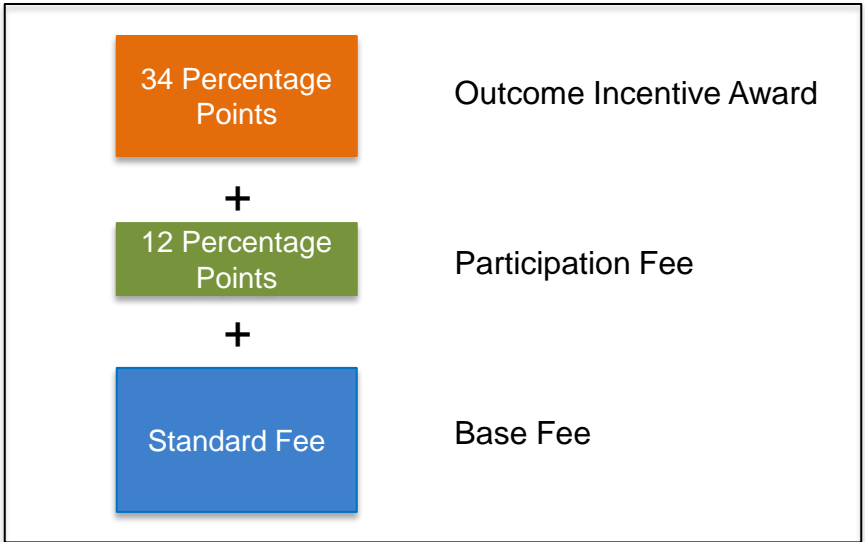 34 Percentage
Points
Outcome Incentive Award
+
12 Percentage
Points
Participation Fee
+
Standard Fee
Base Fee